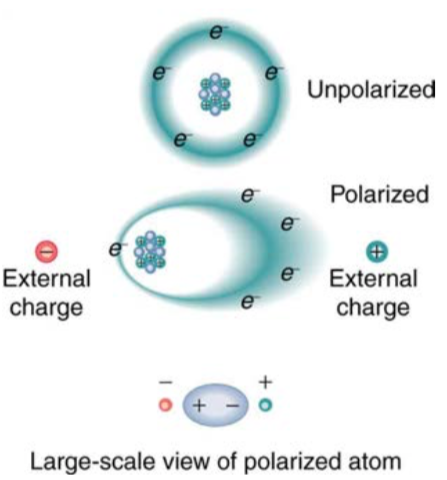 e⁻
e⁻ e⁻
Unpolarized
e⁻ e⁻
Polarized
e⁻
e⁻
e⁻
− +
e⁻
External charge
e⁻
External charge
− +
+ −
Large-scale view of polarized atom